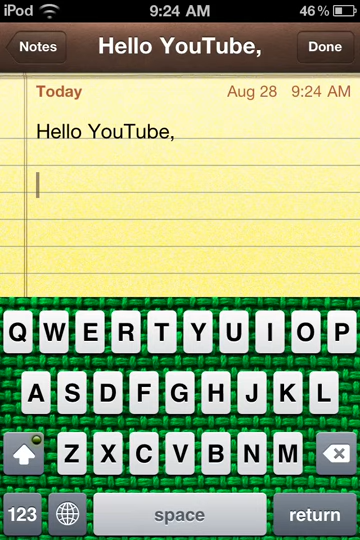 iPod 9:24 AM 46%
Notes Hello YouTube, Done
Today Aug 28 9:24 AM
Hello YouTube,
Q W E R T Y U I O P
A S D F G H J K L
Z X C V B N M
123 space return